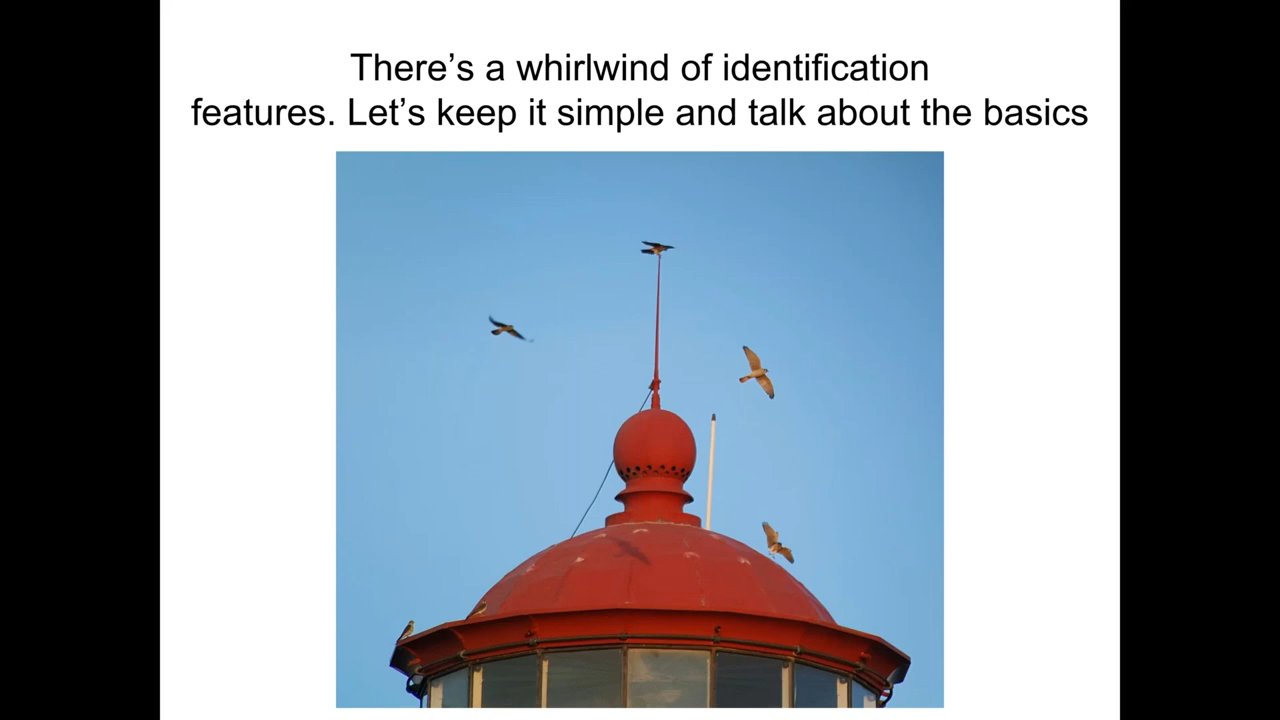 There’s a whirlwind of identification
features. Let’s keep it simple and talk about the basics